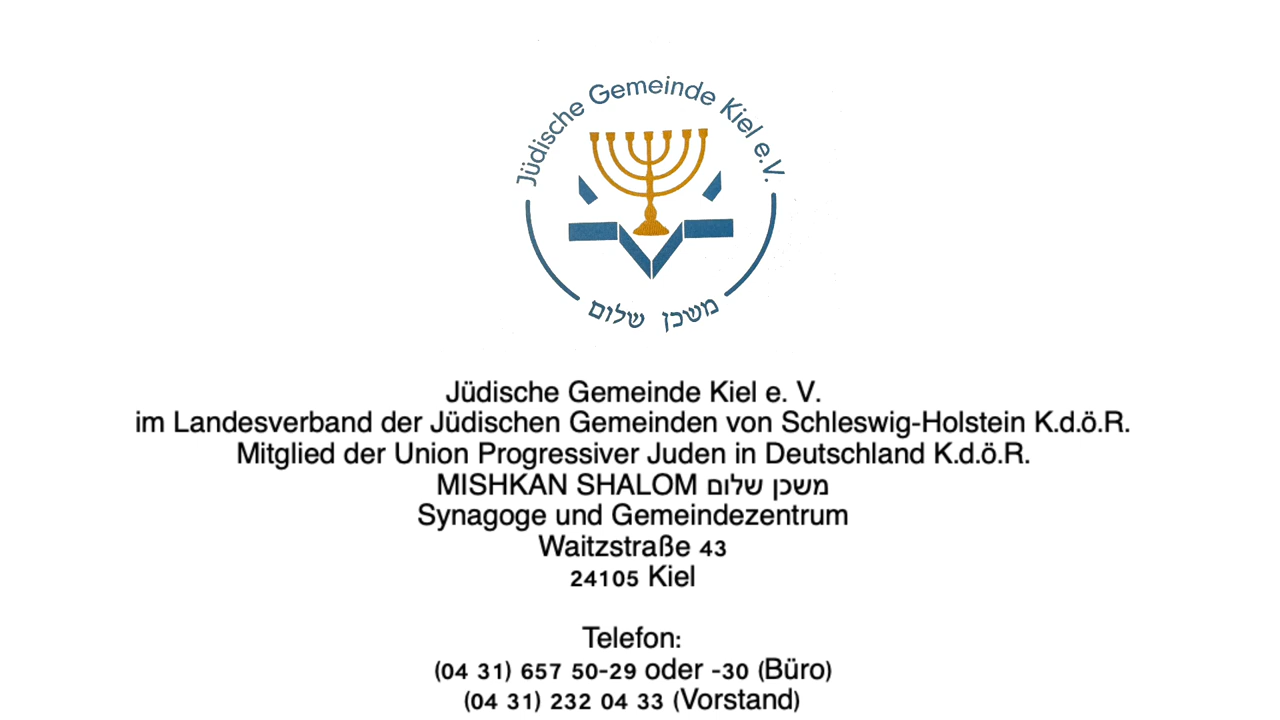 Jüdische Gemeinde Kiel e.V.
משכן שלום
Jüdische Gemeinde Kiel e. V.
im Landesverband der Jüdischen Gemeinden von Schleswig-Holstein K.d.ö.R.
Mitglied der Union Progressiver Juden in Deutschland K.d.ö.R.
MISHKAN SHALOM משכן שלום
Synagoge und Gemeindezentrum
Waitzstraße 43
24105 Kiel
Telefon:
(04 31) 657 50-29 oder -30 (Büro)
(04 31) 232 04 33 (Vorstand)